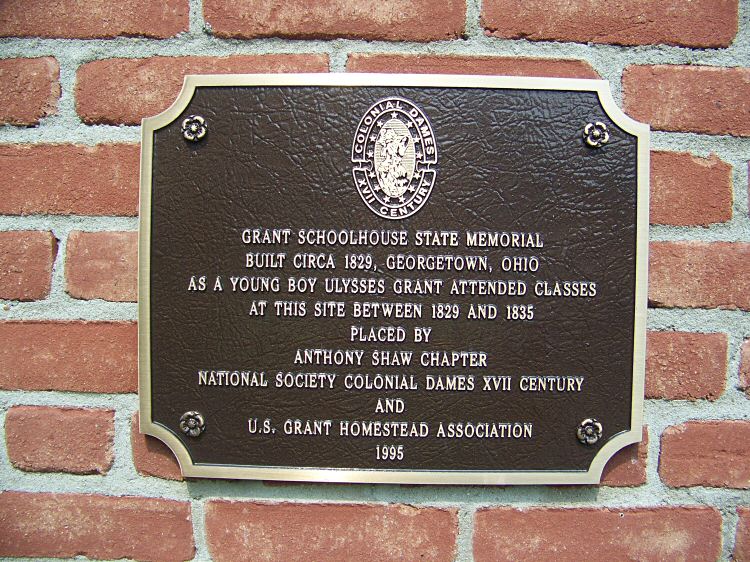 COLONIAL DAMES
XVII CENTURY
GRANT SCHOOLHOUSE STATE MEMORIAL
BUILT CIRCA 1829, GEORGETOWN, OHIO
AS A YOUNG BOY ULYSSES GRANT ATTENDED CLASSES
AT THIS SITE BETWEEN 1829 AND 1835
PLACED BY
ANTHONY SHAW CHAPTER
NATIONAL SOCIETY COLONIAL DAMES XVII CENTURY
AND
U.S. GRANT HOMESTEAD ASSOCIATION
1995